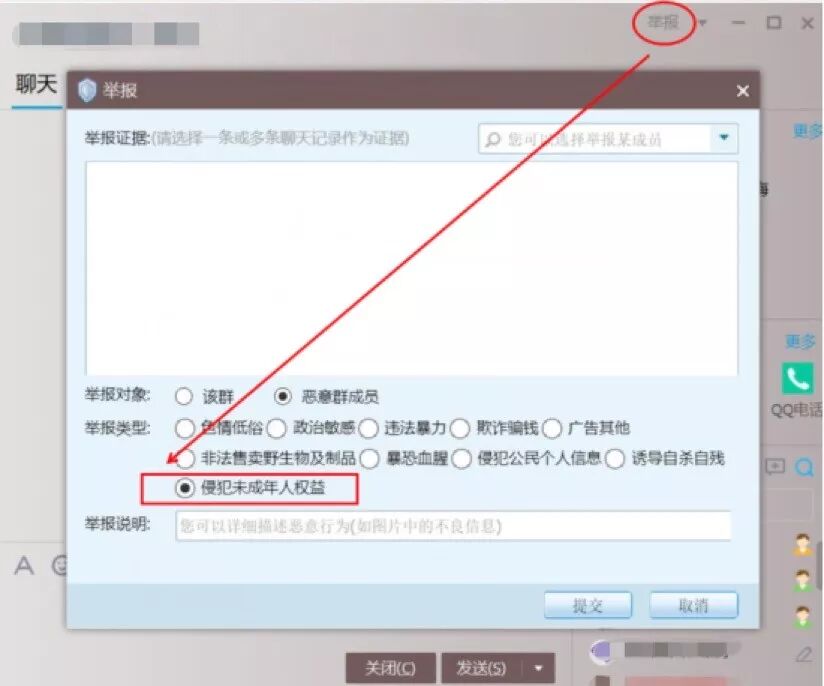 举报
聊天
举报
更多
举报证据:(请选择一条或多条聊天记录作为证据)
您可以选择举报某成员
海
更多
QQ电话
举报对象: 该群 恶意群成员
举报类型: 色情低俗 政治敏感 违法暴力 欺诈骗钱 广告其他
非法售卖野生物及制品 暴恐血腥 侵犯公民个人信息 诱导自杀自残
侵犯未成年人权益
举报说明: 您可以详细描述恶意行为(如图片中的不良信息)
提交 取消
关闭(C) 发送(S)